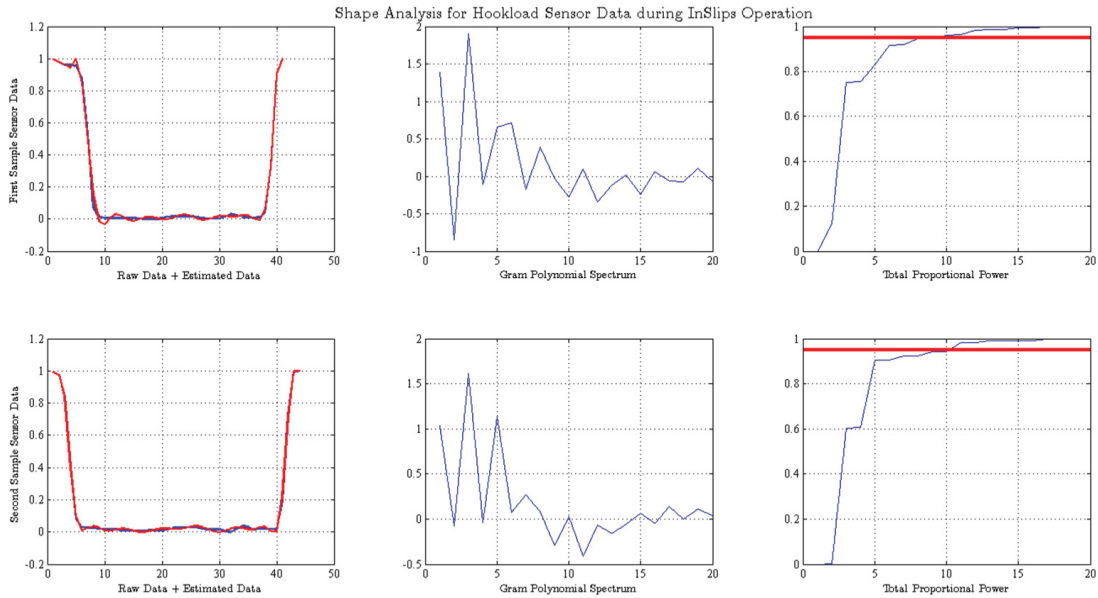 Shape Analysis for Hookload Sensor Data during InSlips Operation
First Sample Sensor Data
1.2
1
0.8
0.6
0.4
0.2
0
-0.2
0 10 20 30 40 50
Raw Data + Estimated Data
2
1.5
1
0.5
0
-0.5
-1
0 5 10 15 20
Gram Polynomial Spectrum
1
0.8
0.6
0.4
0.2
0
0 5 10 15 20
Total Proportional Power
Second Sample Sensor Data
1.2
1
0.8
0.6
0.4
0.2
0
-0.2
0 10 20 30 40 50
Raw Data + Estimated Data
2
1.5
1
0.5
0
-0.5
0 5 10 15 20
Gram Polynomial Spectrum
1
0.8
0.6
0.4
0.2
0
0 5 10 15 20
Total Proportional Power